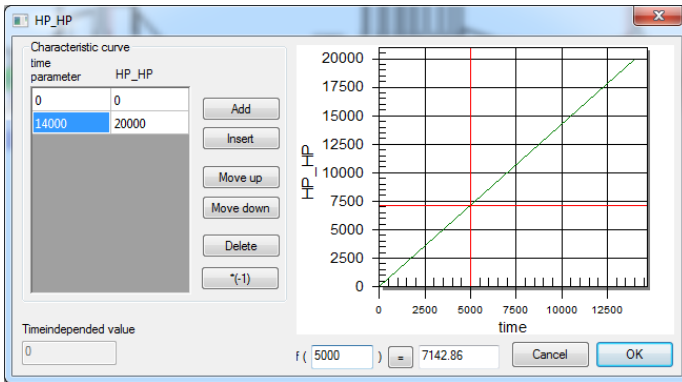 HP_HP
Characteristic curve
time
parameter HP_HP
0 0
14000 20000
Add
Insert
Move up
Move down
Delete
*(-1)
Timeindepended value
0
HP_HP
20000
17500
15000
12500
10000
7500
5000
2500
0
0 2500 5000 7500 10000 12500
time
f ( 5000 ) = 7142.86 Cancel OK